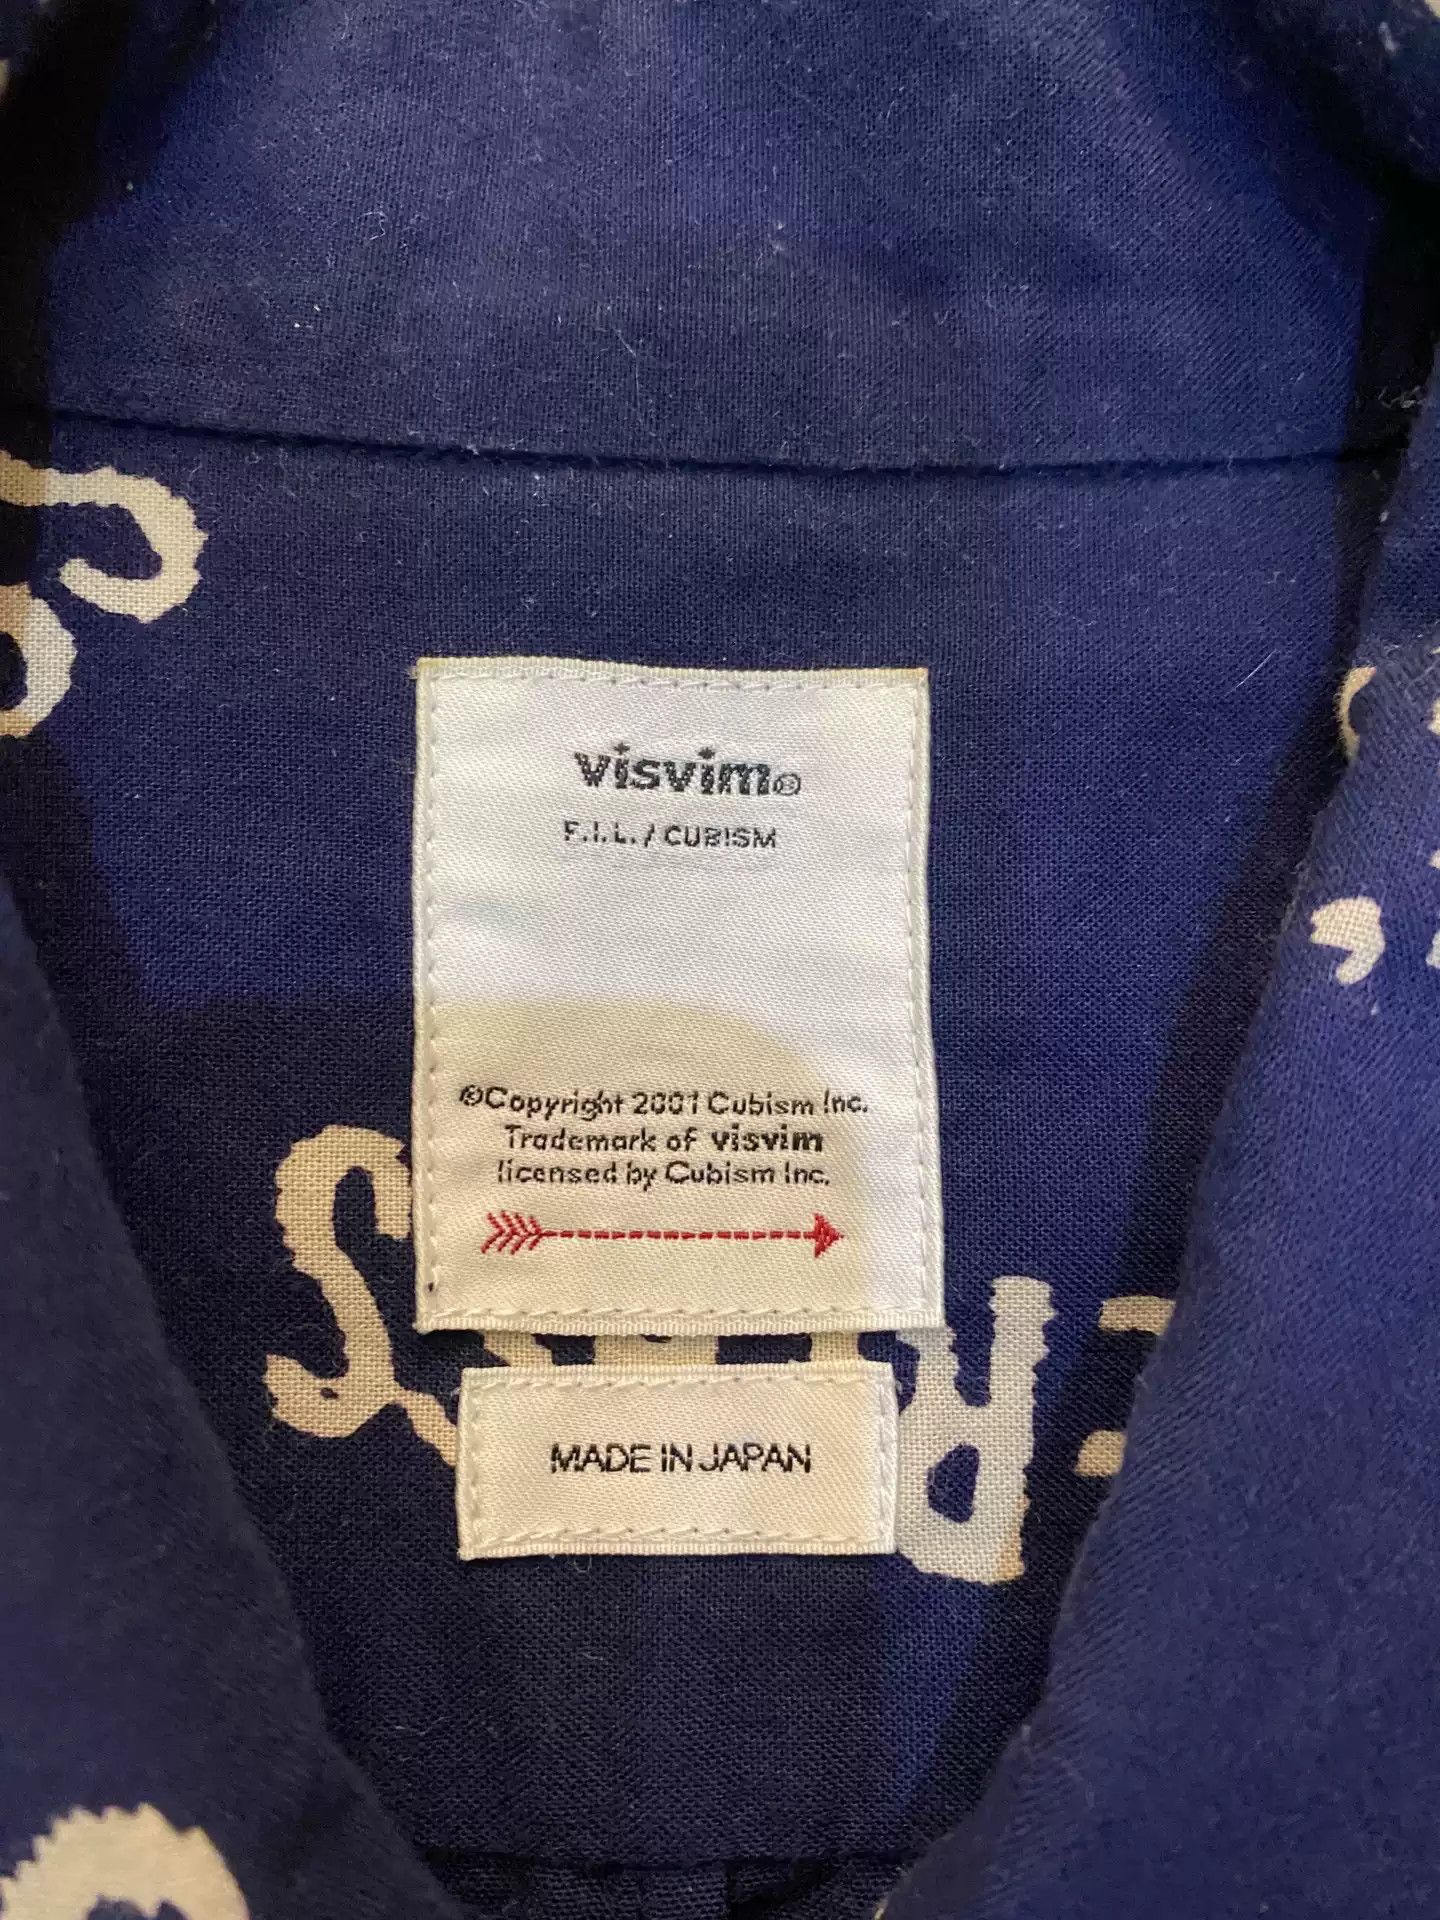 visvim®
F.I.L. / CUBISM
©Copyright 2001 Cubism Inc.
Trademark of visvim
licensed by Cubism Inc.
MADE IN JAPAN